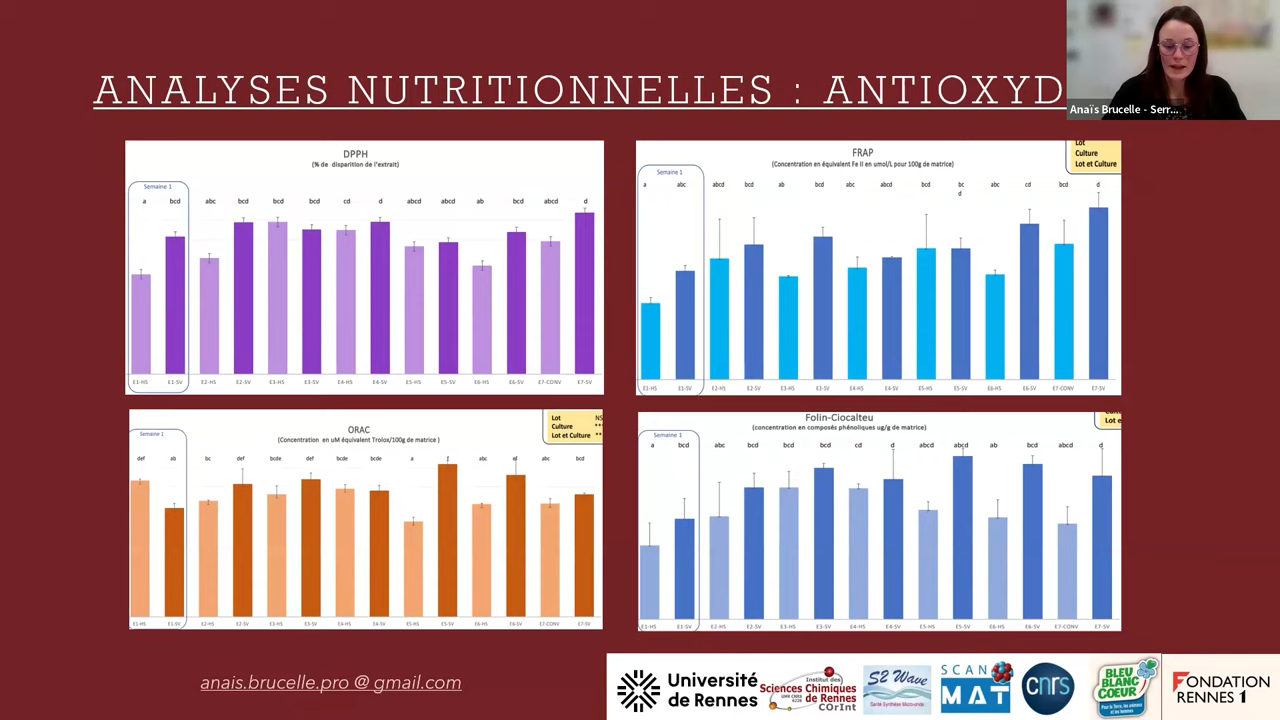 ANALYSES NUTRITIONNELLES : ANTIOXYD
Anaïs Brucelle - Serr...
DPPH
(% de disparition de l'extrait)
Semaine 1
a bcd abc bcd bcd bcd cd d abcd abcd ab bcd abcd d
E1-HS E1-SV E2-HS E2-SV E3-HS E3-SV E4-HS E4-SV E5-HS E5-SV E6-HS E6-SV E7-CONV E7-SV
FRAP
(Concentration en équivalent Fe II en umol/L pour 100g de matrice)
Lot
Culture
Lot et Culture
Semaine 1
a abc abcd bcd ab bcd abc abcd bcd bc abc cd bcd d
d
E1-HS E1-SV E2-HS E2-SV E3-HS E3-SV E4-HS E4-SV E5-HS E5-SV E6-HS E6-SV E7-CONV E7-SV
ORAC
(Concentration en uM équivalent Trolox/100g de matrice )
Lot NS
Culture **
Lot et Culture **
Semaine 1
def ab bc def bcde def bcde bcde a f abc ef abc bcd
E1-HS E1-SV E2-HS E2-SV E3-HS E3-SV E4-HS E4-SV E5-HS E5-SV E6-HS E6-SV E7-CONV E7-SV
Folin-Ciocalteu
(concentration en composés phénoliques ug/g de matrice)
Lot e
Semaine 1
a bcd abc bcd bcd bcd cd d abcd abcd ab bcd abcd d
E1-HS E1-SV E2-HS E2-SV E3-HS E3-SV E4-HS E4-SV E5-HS E5-SV E6-HS E6-SV E7-CONV E7-SV
anais.brucelle.pro @ gmail.com
Université
de Rennes
Institut des
Sciences Chimiques
de Rennes
COrInt
S2 Wave
Santé Synthèse Micro-onde
SCAN
MAT
cnrs
BLEU
BLANC
COEUR
Pour la Terre, les animaux
et les hommes
FONDATION
RENNES 1